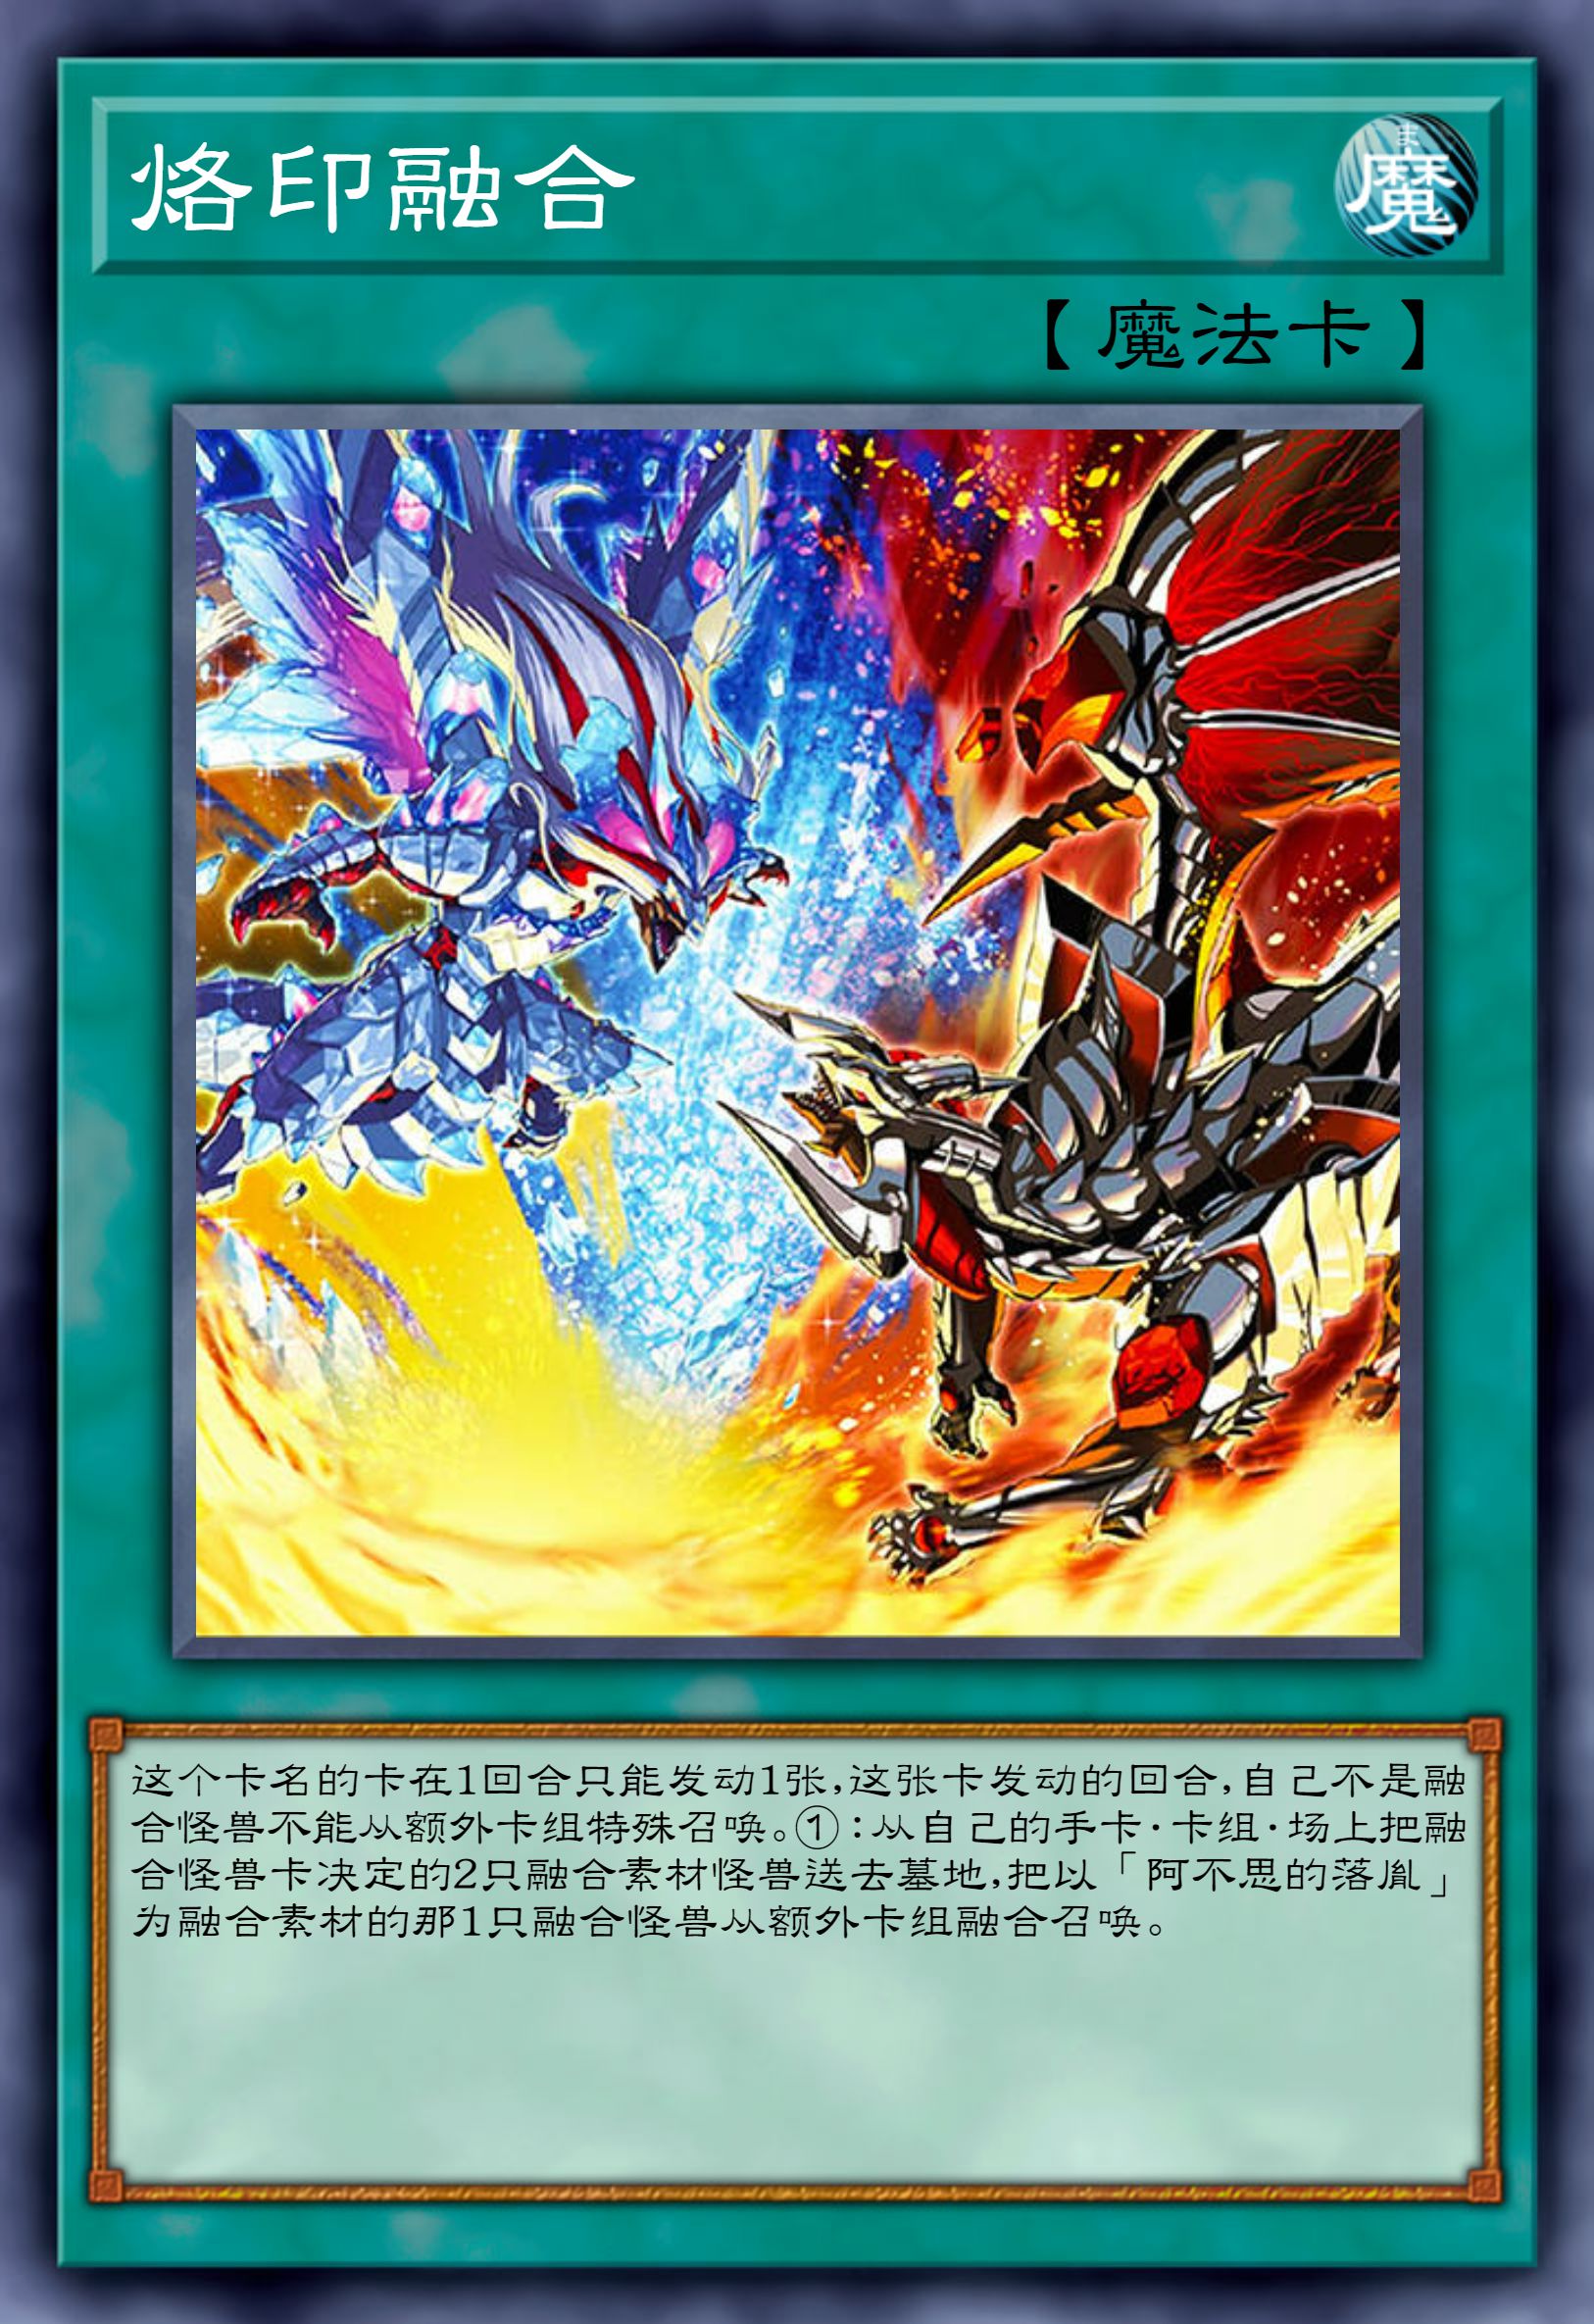 烙印融合
ま
魔
【魔法卡】
这个卡名的卡在1回合只能发动1张,这张卡发动的回合,自己不是融
合怪兽不能从额外卡组特殊召唤。①:从自己的手卡·卡组·场上把融
合怪兽卡决定的2只融合素材怪兽送去墓地,把以「阿不思的落胤」
为融合素材的那1只融合怪兽从额外卡组融合召唤。